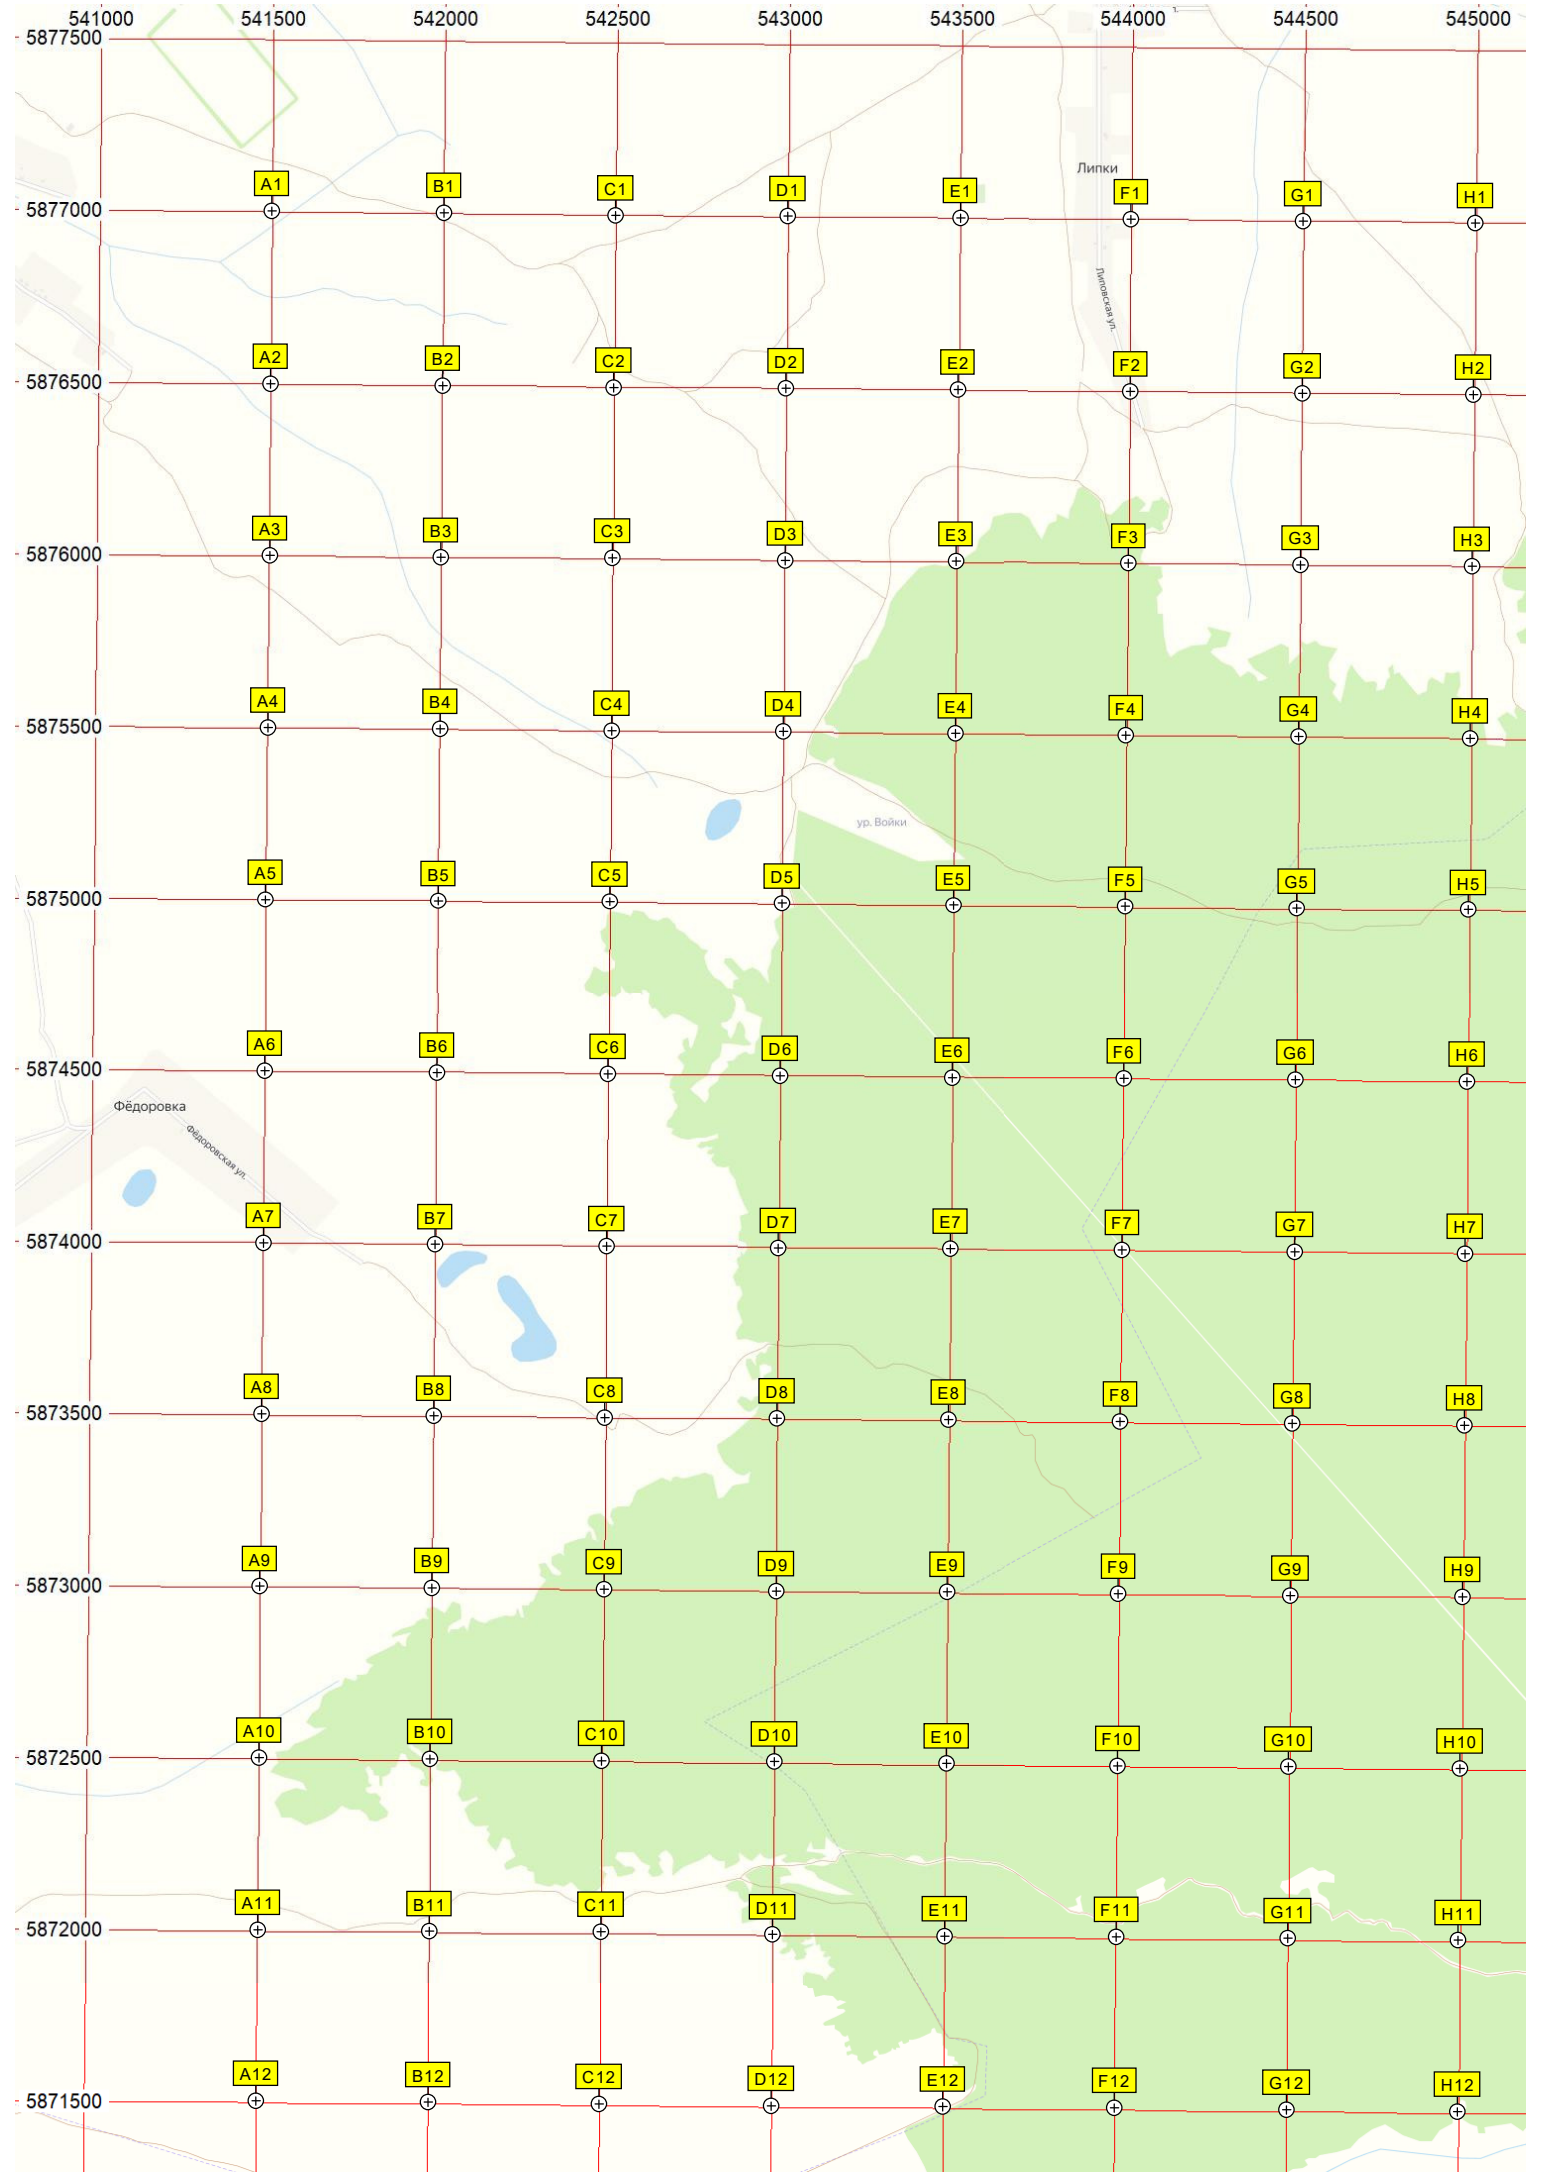 541000 541500 542000 542500 543000 543500 544000 544500 545000
5877500
Липки
A1 B1 C1 D1 E1 F1 G1 H1
5877000
Липовская ул.
A2 B2 C2 D2 E2 F2 G2 H2
5876500
A3 B3 C3 D3 E3 F3 G3 H3
5876000
A4 B4 C4 D4 E4 F4 G4 H4
5875500
ур. Войки
A5 B5 C5 D5 E5 F5 G5 H5
5875000
A6 B6 C6 D6 E6 F6 G6 H6
5874500
Фёдоровка
Фёдоровская ул.
A7 B7 C7 D7 E7 F7 G7 H7
5874000
A8 B8 C8 D8 E8 F8 G8 H8
5873500
A9 B9 C9 D9 E9 F9 G9 H9
5873000
A10 B10 C10 D10 E10 F10 G10 H10
5872500
A11 B11 C11 D11 E11 F11 G11 H11
5872000
A12 B12 C12 D12 E12 F12 G12 H12
5871500